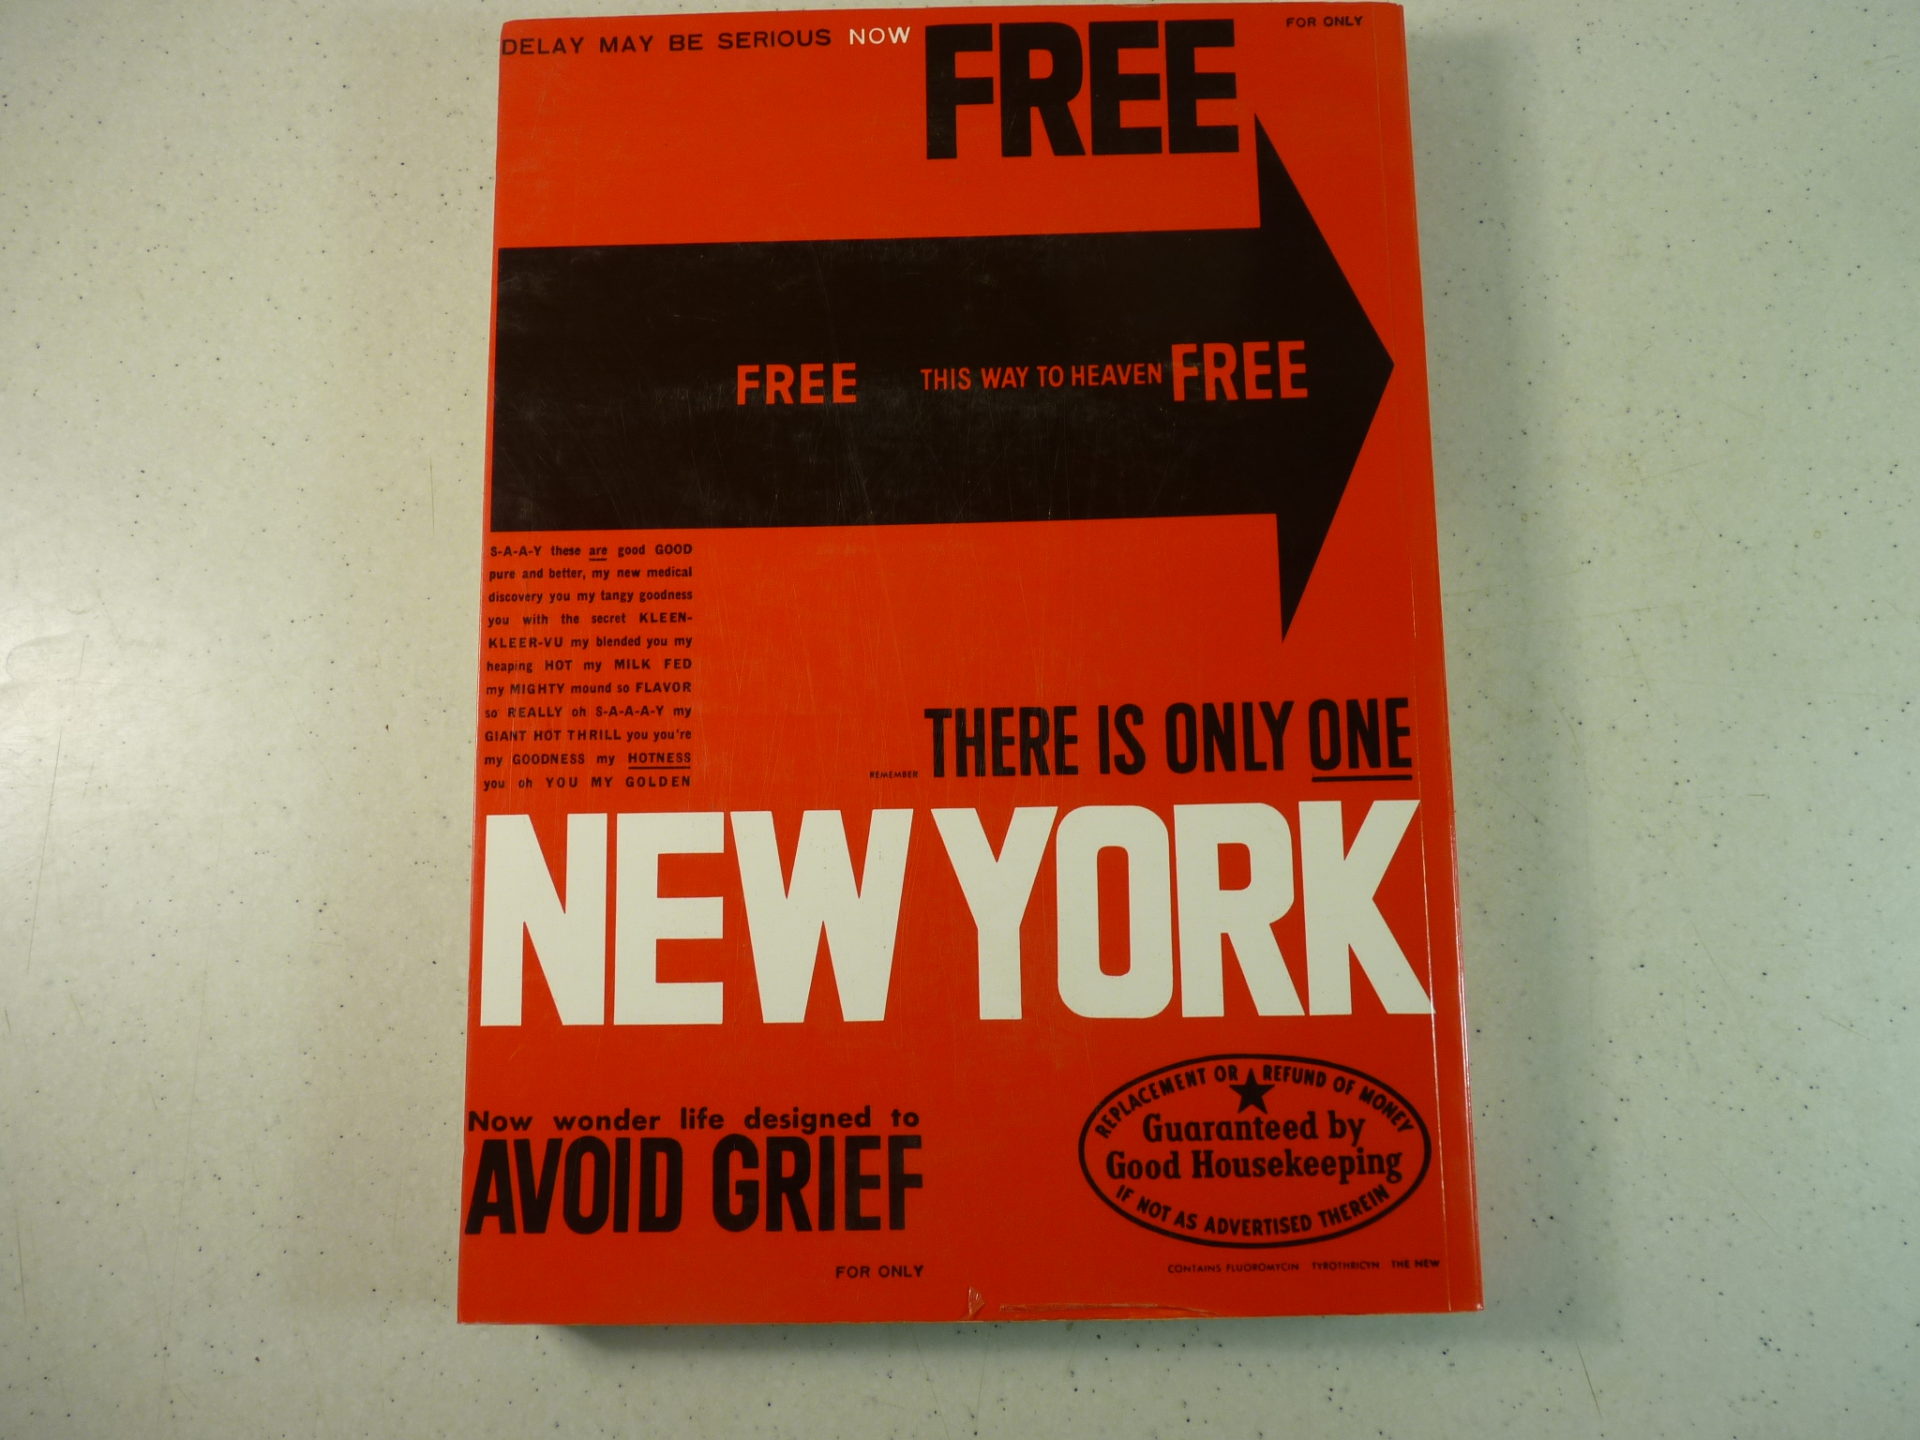 DELAY MAY BE SERIOUS NOW FREE FOR ONLY
FREE THIS WAY TO HEAVEN FREE
S-A-A-Y these are good GOOD
pure and better, my new medical
discovery you my tangy goodness
you with the secret KLEEN-
KLEER-VU my blended you my
heaping HOT my MILK FED
my MIGHTY mound so FLAVOR
so REALLY oh S-A-A-A-Y my
GIANT HOT THRILL you you're
my GOODNESS my HOTNESS
you oh YOU MY GOLDEN
REMEMBER THERE IS ONLY ONE
NEW YORK
Now wonder life designed to
AVOID GRIEF
FOR ONLY
REPLACEMENT OR REFUND OF MONEY
Guaranteed by
Good Housekeeping
IF NOT AS ADVERTISED THEREIN
CONTAINS FLUOROMYCIN TYROTHRICYN THE NEW